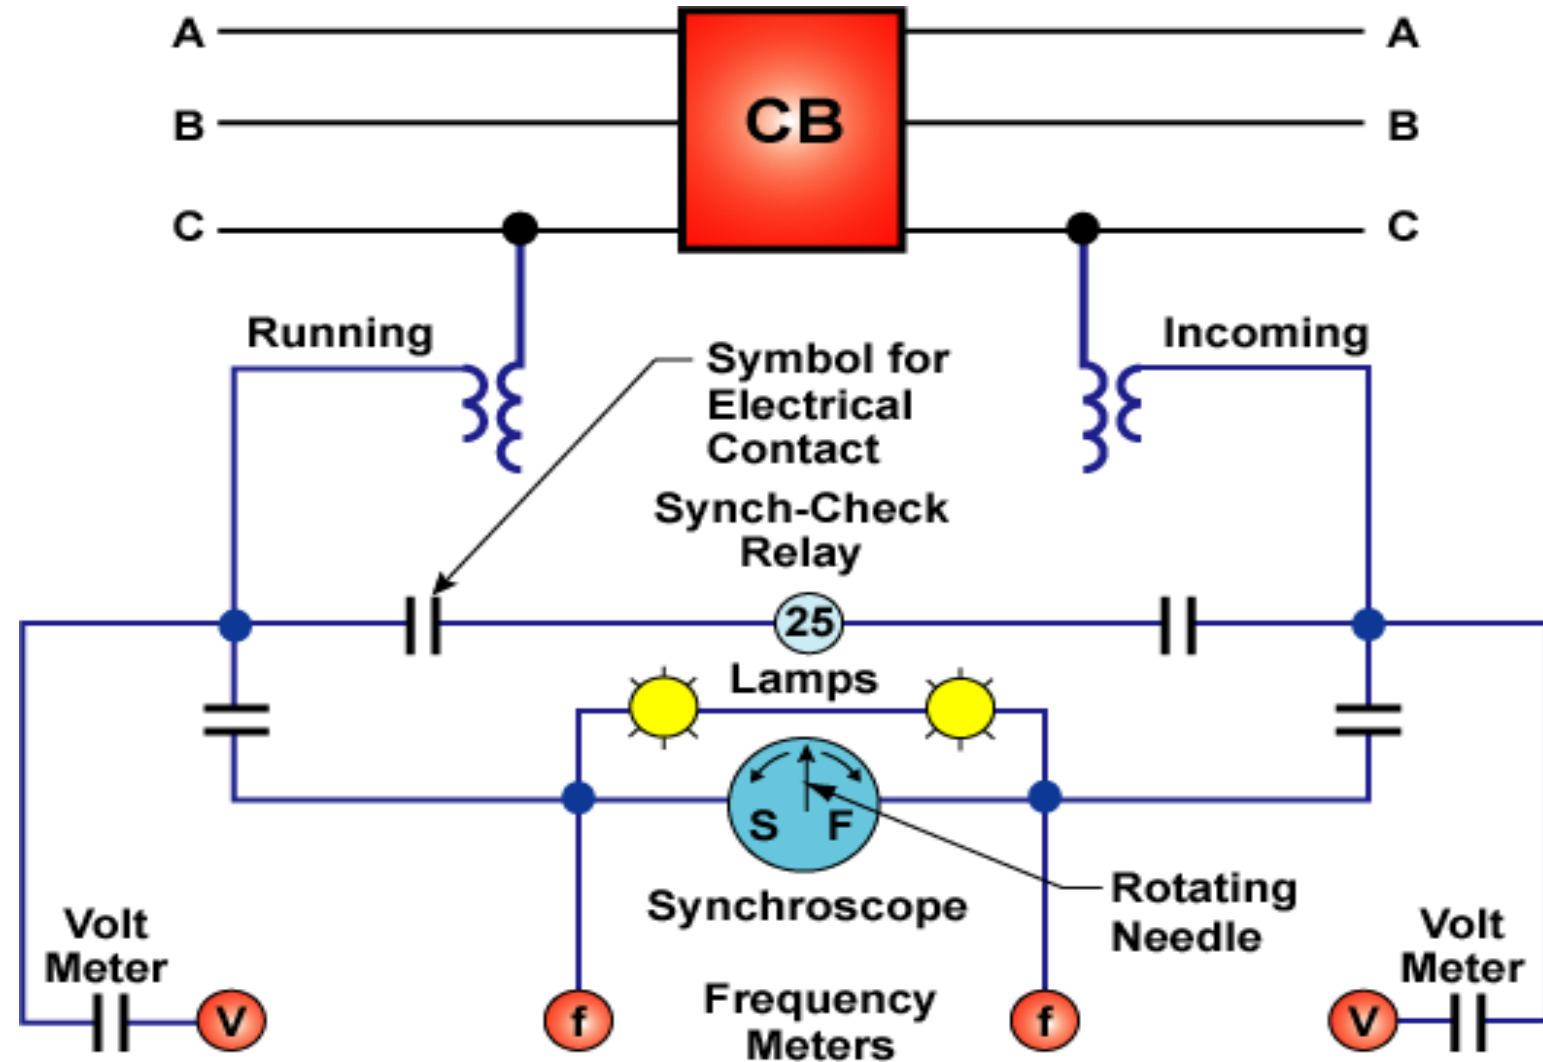 A
A
CB
B
B
C
C
Running
Incoming
Symbol for
Electrical
Contact
Synch-Check
Relay
25
Lamps
S F
Synchroscope
Rotating
Needle
Volt
Meter
Volt
Meter
Frequency
Meters
V
f
f
V